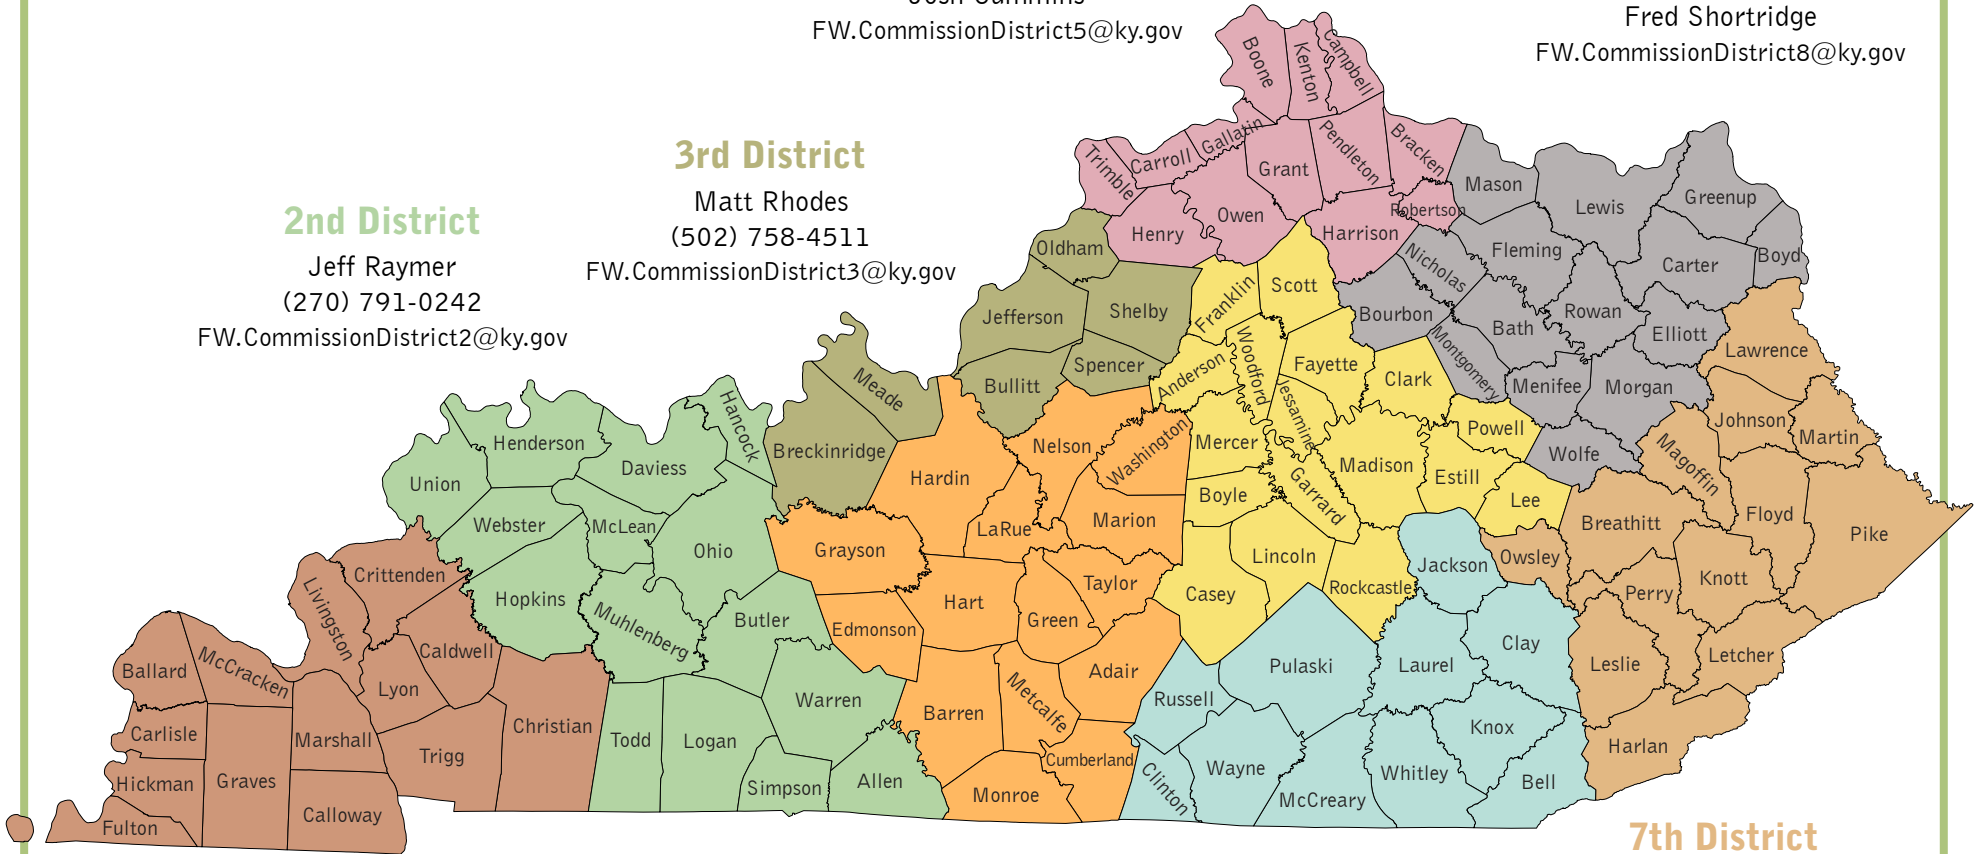 Josh Cummins
FW.CommissionDistrict5@ky.gov
Fred Shortridge
FW.CommissionDistrict8@ky.gov
3rd District
Matt Rhodes
(502) 758-4511
FW.CommissionDistrict3@ky.gov
2nd District
Jeff Raymer
(270) 791-0242
FW.CommissionDistrict2@ky.gov
Boone
Kenton
Campbell
Trimble
Carroll
Gallatin
Grant
Pendleton
Bracken
Henry
Owen
Harrison
Robertson
Mason
Lewis
Greenup
Fleming
Nicholas
Carter
Boyd
Bourbon
Montgomery
Bath
Rowan
Elliott
Menifee
Morgan
Wolfe
Oldham
Jefferson
Shelby
Spencer
Bullitt
Meade
Breckinridge
Franklin
Scott
Woodford
Fayette
Anderson
Jessamine
Clark
Mercer
Powell
Madison
Estill
Lee
Boyle
Garrard
Lincoln
Casey
Rockcastle
Lawrence
Johnson
Martin
Magoffin
Floyd
Pike
Breathitt
Owsley
Perry
Knott
Leslie
Letcher
Harlan
Hancock
Henderson
Daviess
Union
Webster
McLean
Ohio
Hopkins
Muhlenberg
Butler
Warren
Todd
Logan
Simpson
Allen
Nelson
Washington
Hardin
LaRue
Marion
Grayson
Hart
Taylor
Green
Edmonson
Adair
Barren
Metcalfe
Cumberland
Monroe
Jackson
Clay
Laurel
Pulaski
Russell
Knox
Wayne
Clinton
McCreary
Whitley
Bell
Crittenden
Livingston
Caldwell
Lyon
Ballard
McCracken
Carlisle
Marshall
Trigg
Christian
Hickman
Graves
Calloway
Fulton
7th District